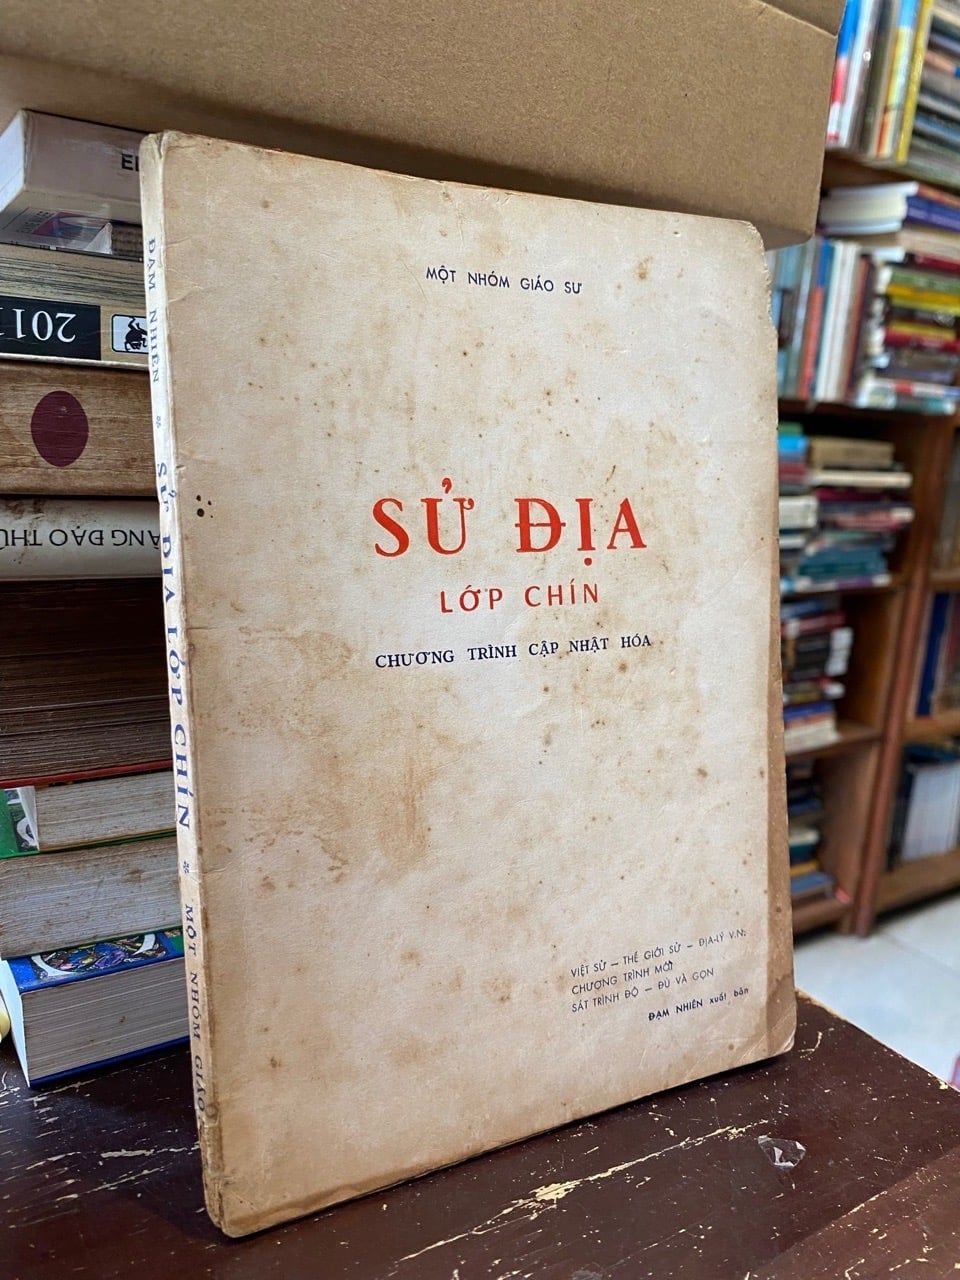 MỘT NHÓM GIÁO SƯ
SỬ ĐỊA
LỚP CHÍN
CHƯƠNG TRÌNH CẬP NHẬT HÓA
VIỆT SỬ – THẾ GIỚI SỬ – ĐỊA-LÝ V.N.
CHƯƠNG TRÌNH MỚI
SÁT TRÌNH ĐỘ – ĐỦ VÀ GỌN
ĐẠM NHIÊN xuất bản
ĐẠM NHIÊN * SỬ ĐỊA LỚP CHÍN * MỘT NHÓM GIÁO
201
ĐẠO